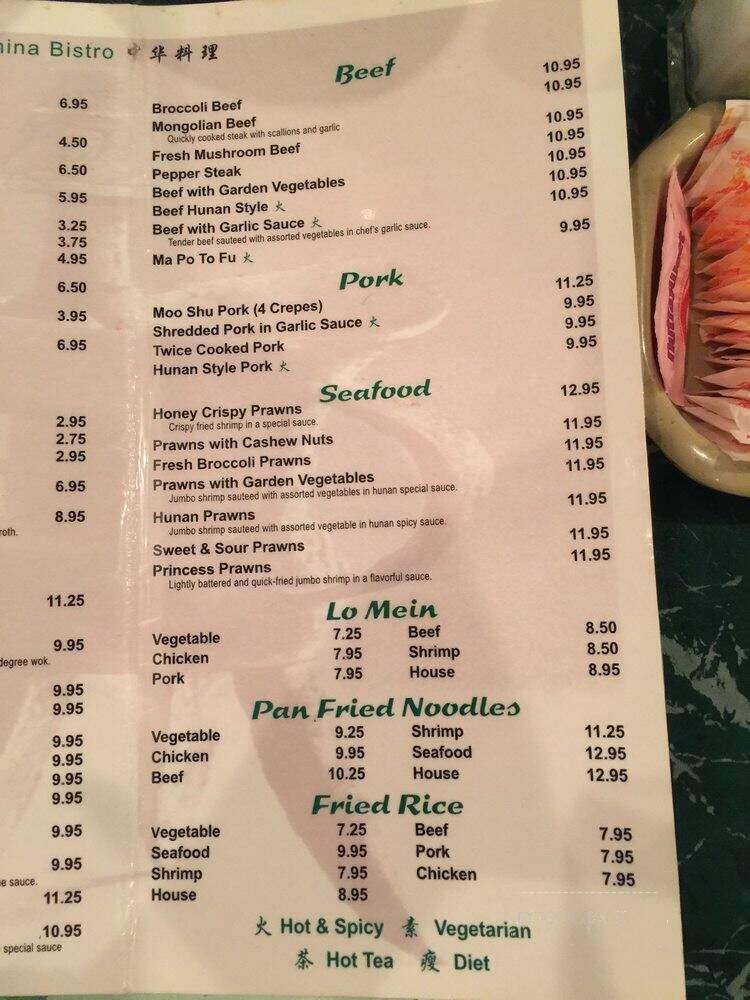 hina Bistro 中华料理
6.95
4.50
6.50
5.95
3.25
3.75
4.95
6.50
3.95
6.95
2.95
2.75
2.95
6.95
8.95
roth.
11.25
9.95
degree wok.
9.95
9.95
9.95
9.95
9.95
9.95
9.95
9.95
e sauce.
11.25
10.95
special sauce
Beef
Broccoli Beef 10.95
Mongolian Beef 10.95
Quickly cooked steak with scallions and garlic
Fresh Mushroom Beef 10.95
Pepper Steak 10.95
Beef with Garden Vegetables 10.95
Beef Hunan Style 火 10.95
Beef with Garlic Sauce 火 10.95
Tender beef sauteed with assorted vegetables in chef's garlic sauce.
Ma Po To Fu 火 9.95
Pork
Moo Shu Pork (4 Crepes) 11.25
Shredded Pork in Garlic Sauce 火 9.95
Twice Cooked Pork 9.95
Hunan Style Pork 火 9.95
Seafood
Honey Crispy Prawns 12.95
Crispy fried shrimp in a special sauce.
Prawns with Cashew Nuts 11.95
Fresh Broccoli Prawns 11.95
Prawns with Garden Vegetables 11.95
Jumbo shrimp sauteed with assorted vegetables in hunan special sauce.
Hunan Prawns 11.95
Jumbo shrimp sauteed with assorted vegetable in hunan spicy sauce.
Sweet & Sour Prawns 11.95
Princess Prawns 11.95
Lightly battered and quick-fried jumbo shrimp in a flavorful sauce.
Lo Mein
Vegetable 7.25 Beef 8.50
Chicken 7.95 Shrimp 8.50
Pork 7.95 House 8.95
Pan Fried Noodles
Vegetable 9.25 Shrimp 11.25
Chicken 9.95 Seafood 12.95
Beef 10.25 House 12.95
Fried Rice
Vegetable 7.25 Beef 7.95
Seafood 9.95 Pork 7.95
Shrimp 7.95 Chicken 7.95
House 8.95
火 Hot & Spicy 素 Vegetarian
茶 Hot Tea 瘦 Diet